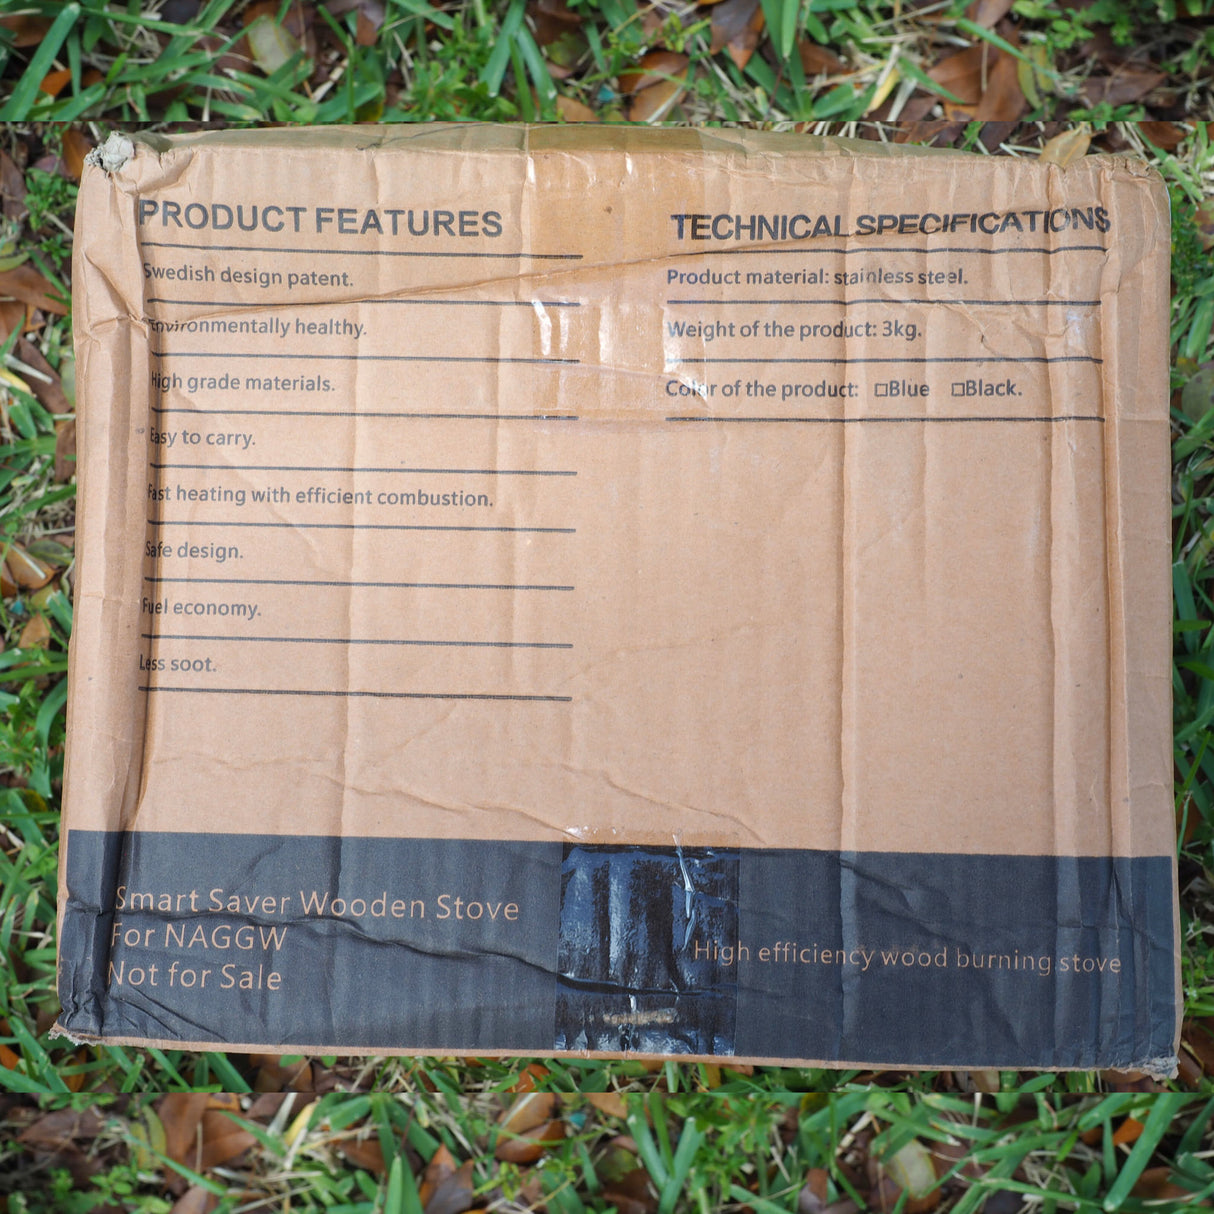 PRODUCT FEATURES
Swedish design patent.
Environmentally healthy.
High grade materials.
Easy to carry.
Fast heating with efficient combustion.
Safe design.
Fuel economy.
Less soot.
TECHNICAL SPECIFICATIONS
Product material: stainless steel.
Weight of the product: 3kg.
Color of the product: □Blue □Black.
Smart Saver Wooden Stove
For NAGGW
Not for Sale
High efficiency wood burning stove